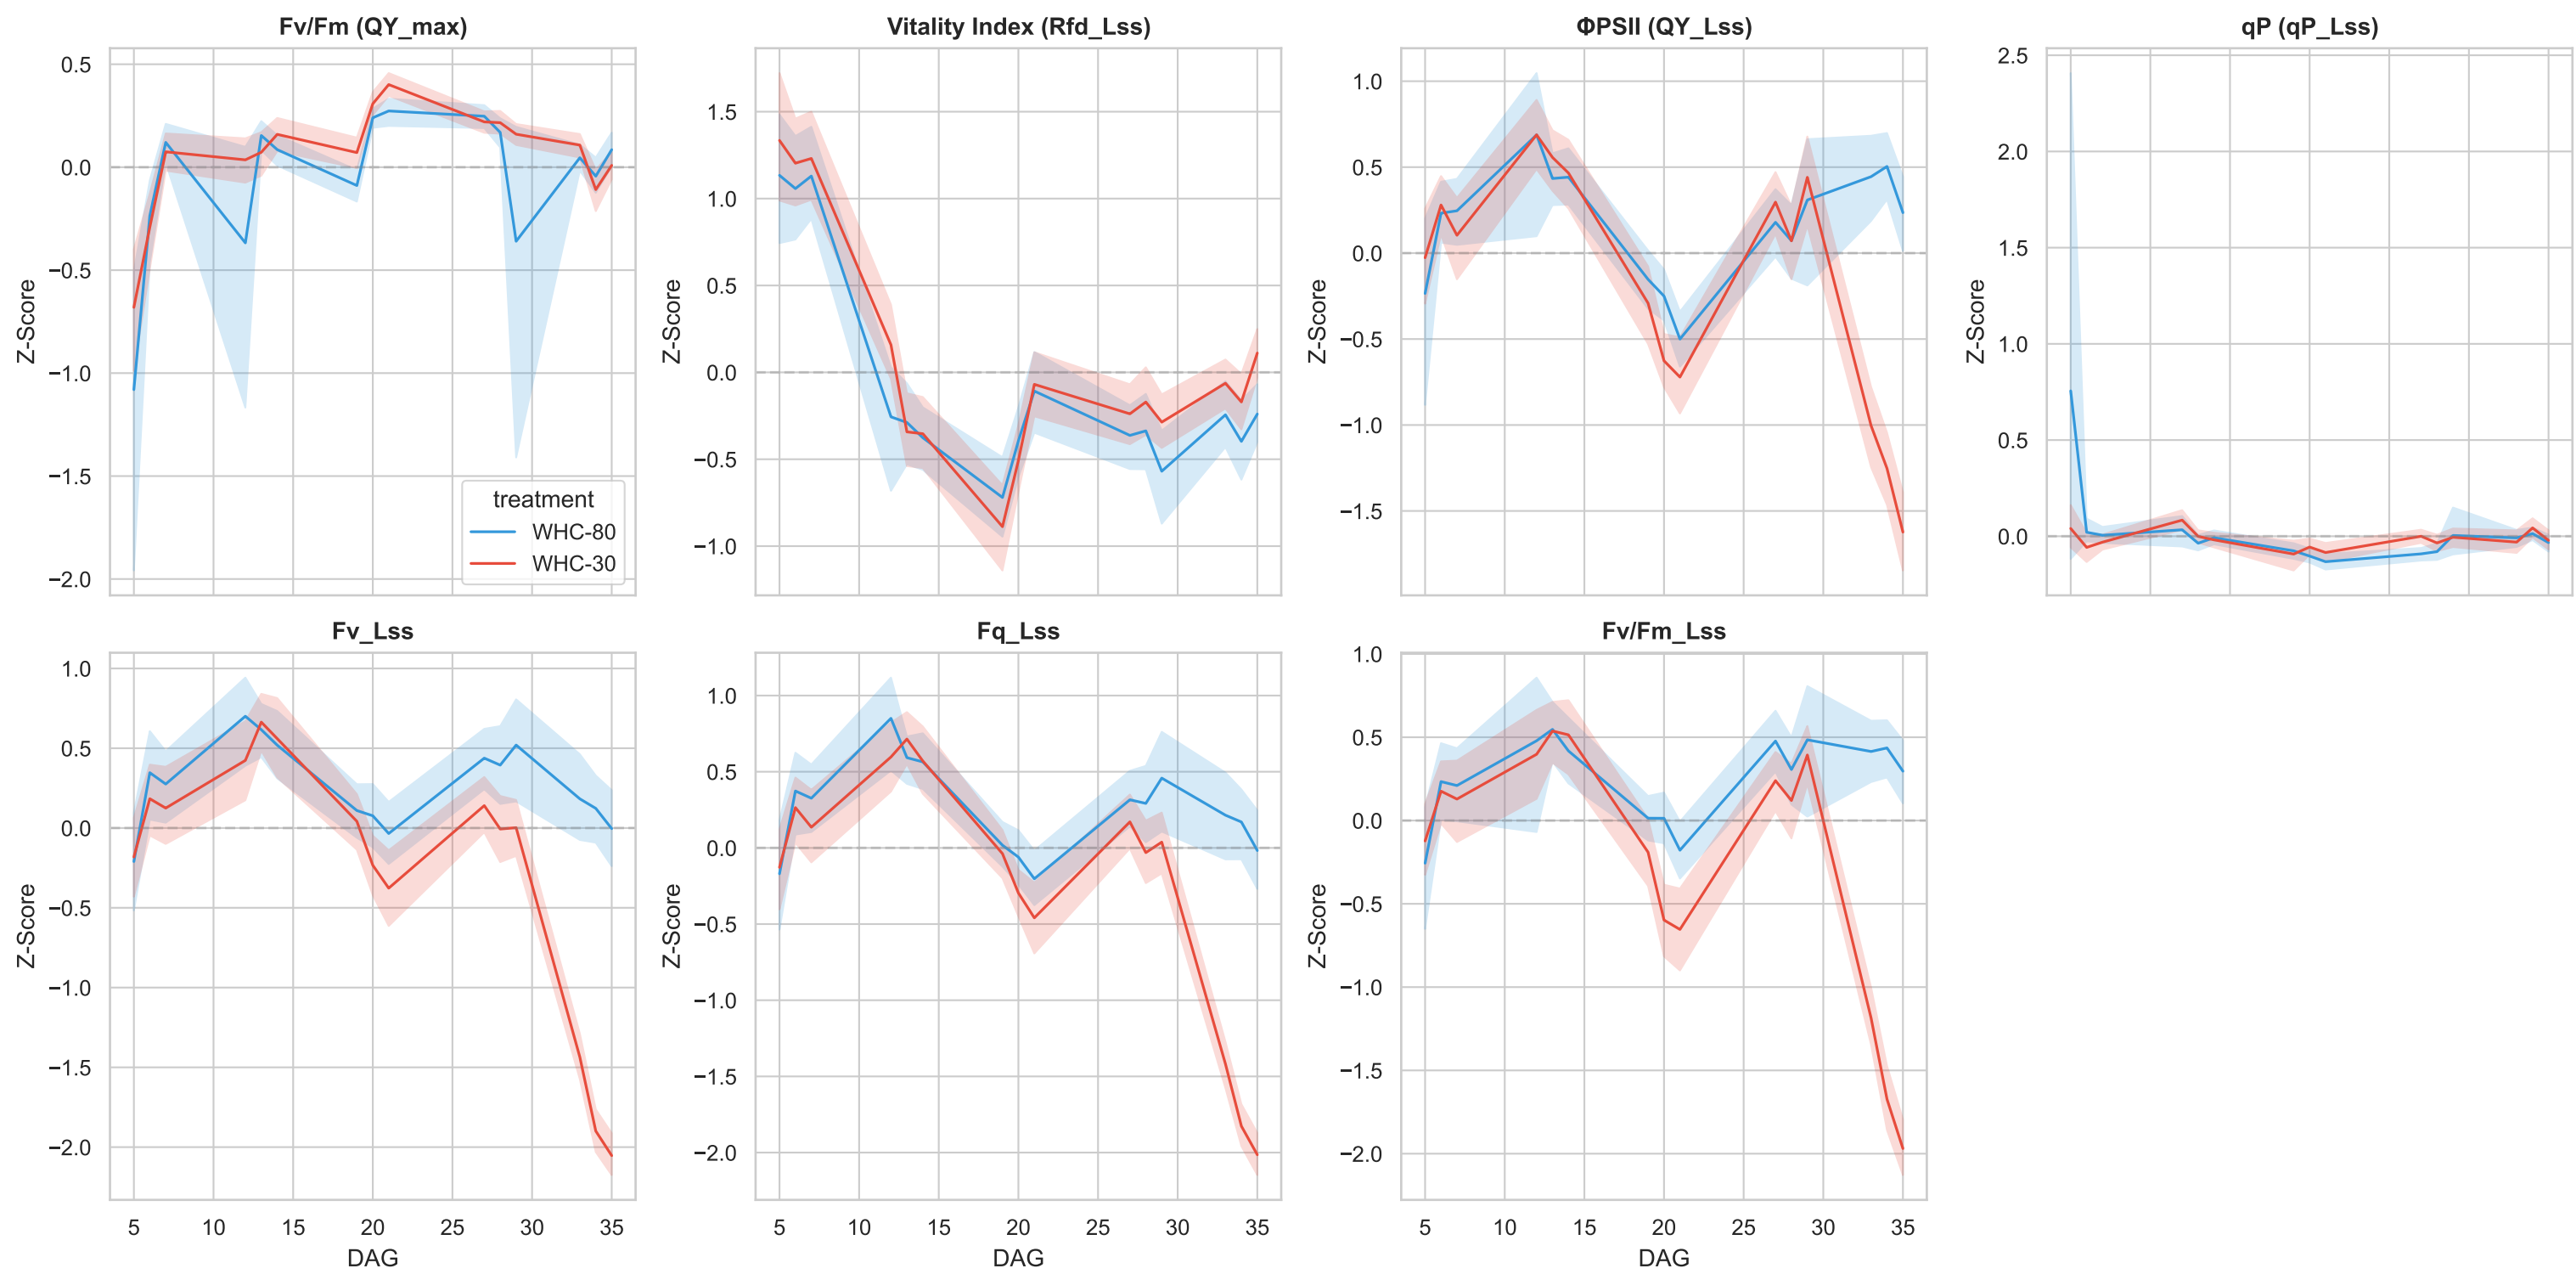 Fv/Fm (QY_max)
Z-Score
0.5
0.0
−0.5
−1.0
−1.5
−2.0
treatment
WHC-80
WHC-30
Vitality Index (Rfd_Lss)
Z-Score
1.5
1.0
0.5
0.0
−0.5
−1.0
ΦPSII (QY_Lss)
Z-Score
1.0
0.5
0.0
−0.5
−1.0
−1.5
qP (qP_Lss)
Z-Score
2.5
2.0
1.5
1.0
0.5
0.0
Fv_Lss
Z-Score
1.0
0.5
0.0
−0.5
−1.0
−1.5
−2.0
5 10 15 20 25 30 35
DAG
Fq_Lss
Z-Score
1.0
0.5
0.0
−0.5
−1.0
−1.5
−2.0
5 10 15 20 25 30 35
DAG
Fv/Fm_Lss
Z-Score
1.0
0.5
0.0
−0.5
−1.0
−1.5
−2.0
5 10 15 20 25 30 35
DAG